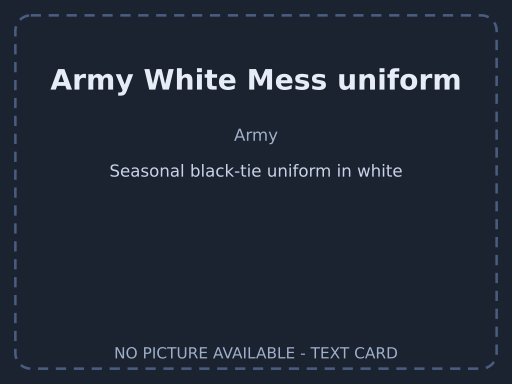 Army White Mess uniform
Army
Seasonal black-tie uniform in white
NO PICTURE AVAILABLE - TEXT CARD